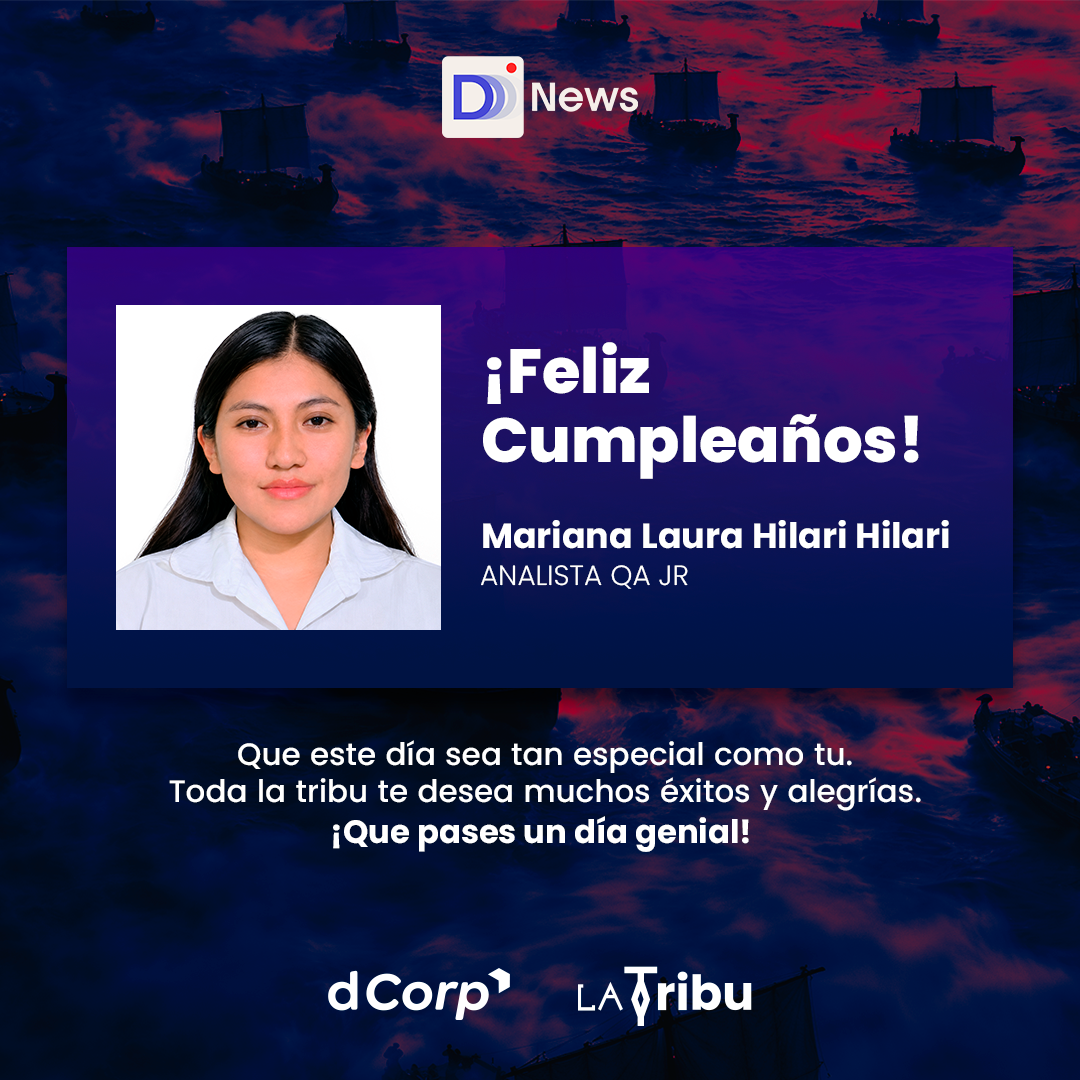 D News
¡Feliz
Cumpleaños!
Mariana Laura Hilari Hilari
ANALISTA QA JR
Que este día sea tan especial como tu.
Toda la tribu te desea muchos éxitos y alegrías.
¡Que pases un día genial!
dCorp LATribu